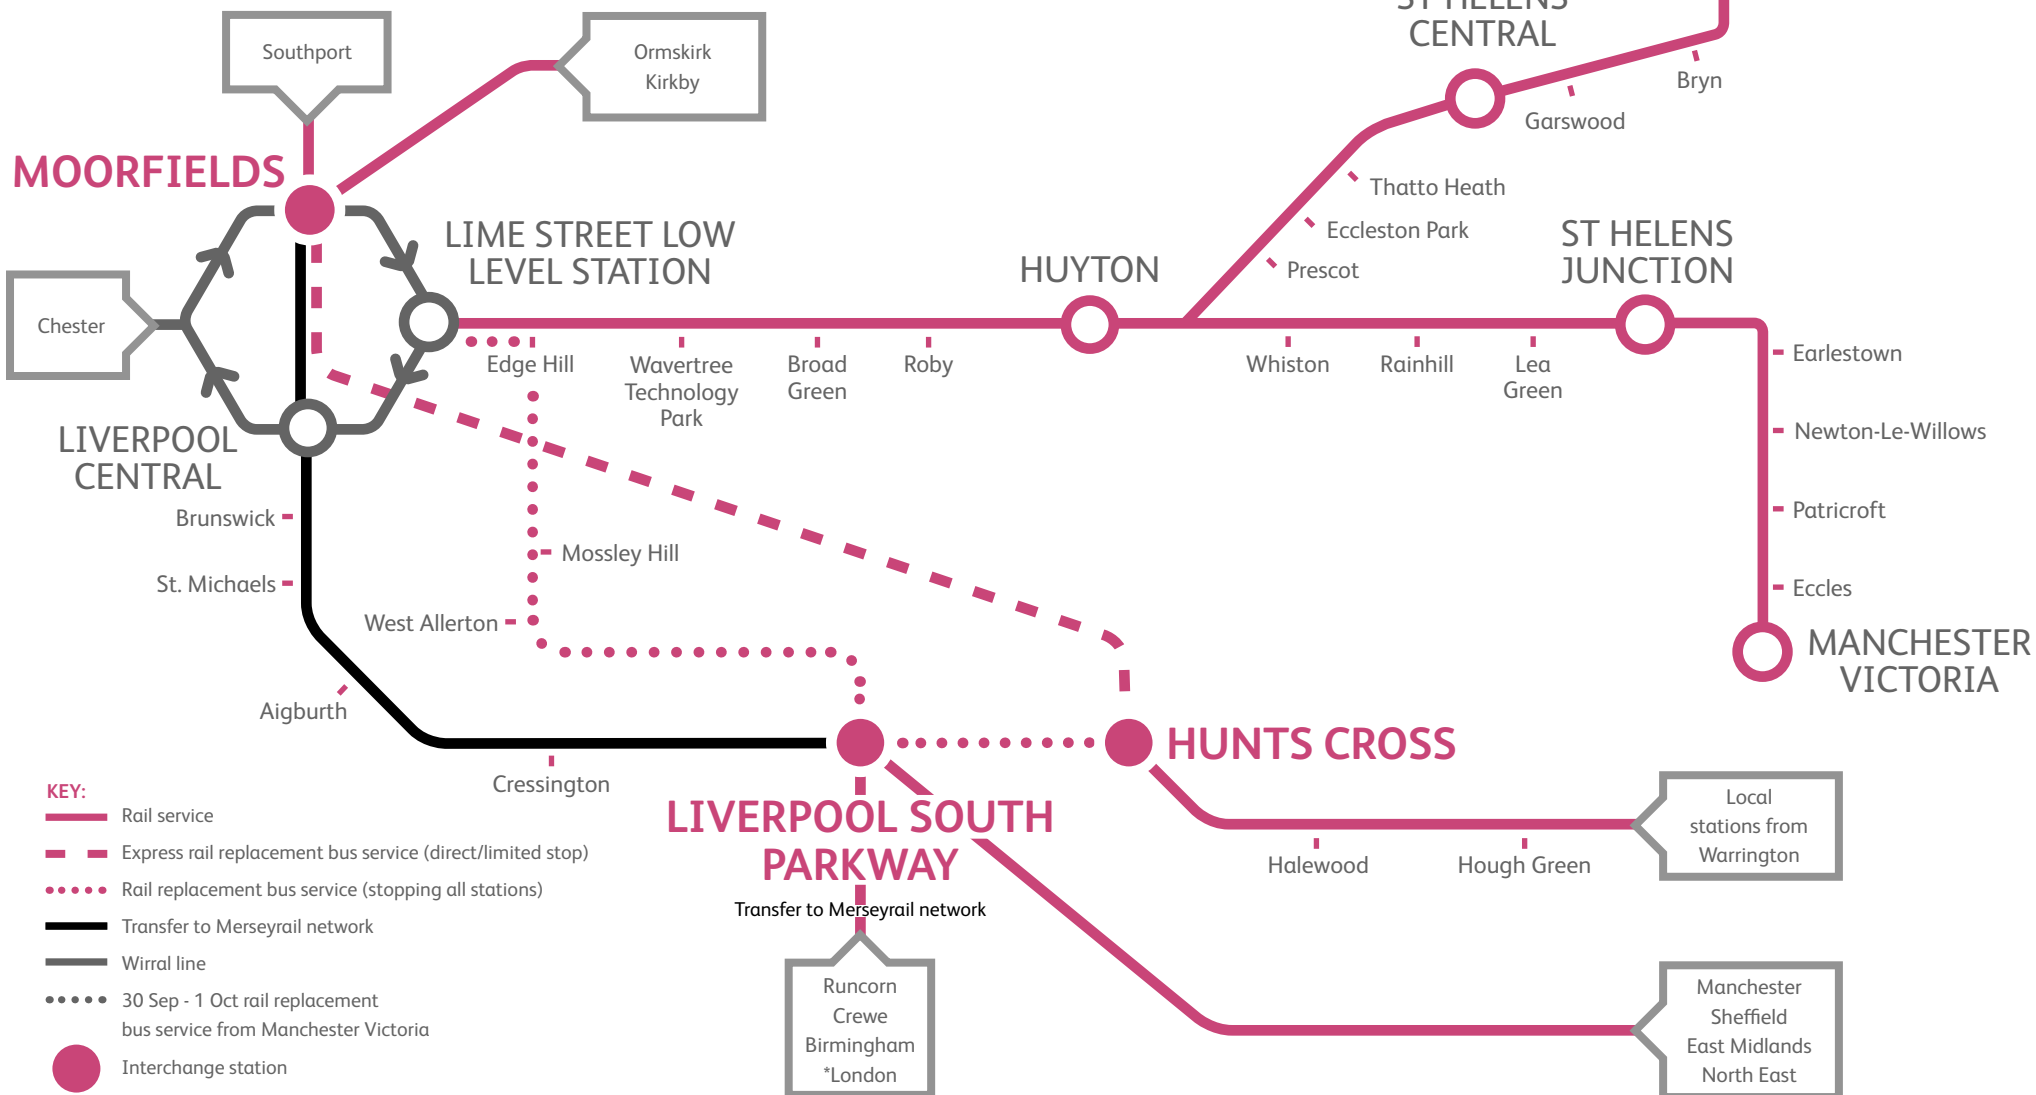 ST HELENS
CENTRAL
Southport
Ormskirk
Kirkby
Bryn
Garswood
MOORFIELDS
Thatto Heath
Eccleston Park
Prescot
LIME STREET LOW
LEVEL STATION
HUYTON
ST HELENS
JUNCTION
Chester
Edge Hill
Wavertree
Technology
Park
Broad
Green
Roby
Whiston
Rainhill
Lea
Green
Earlestown
Newton-Le-Willows
Patricroft
Eccles
MANCHESTER
VICTORIA
LIVERPOOL
CENTRAL
Brunswick
St. Michaels
Mossley Hill
West Allerton
Aigburth
Cressington
HUNTS CROSS
LIVERPOOL SOUTH
PARKWAY
Transfer to Merseyrail network
Halewood
Hough Green
Local
stations from
Warrington
Runcorn
Crewe
Birmingham
*London
Manchester
Sheffield
East Midlands
North East
KEY:
Rail service
Express rail replacement bus service (direct/limited stop)
Rail replacement bus service (stopping all stations)
Transfer to Merseyrail network
Wirral line
30 Sep - 1 Oct rail replacement
bus service from Manchester Victoria
Interchange station